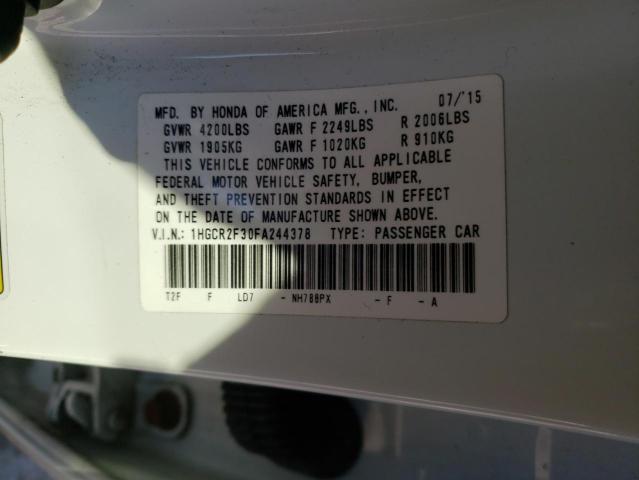 MFD. BY HONDA OF AMERICA MFG., INC. 07/'15
GVWR 4200LBS GAWR F 2249LBS R 2006LBS
GVWR 1905KG GAWR F 1020KG R 910KG
THIS VEHICLE CONFORMS TO ALL APPLICABLE
FEDERAL MOTOR VEHICLE SAFETY, BUMPER,
AND THEFT PREVENTION STANDARDS IN EFFECT
ON THE DATE OF MANUFACTURE SHOWN ABOVE.
V.I.N.: 1HGCR2F30FA244378 TYPE: PASSENGER CAR
T2F F LD7 -NH788PX -F -A